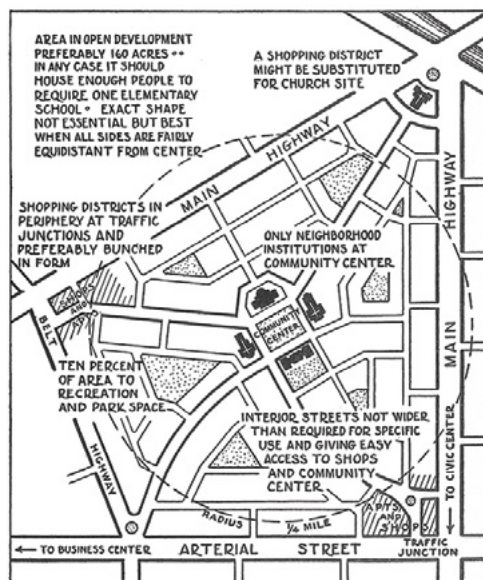 AREA IN OPEN DEVELOPMENT
PREFERABLY 160 ACRES ••
IN ANY CASE IT SHOULD
HOUSE ENOUGH PEOPLE TO
REQUIRE ONE ELEMENTARY
SCHOOL • EXACT SHAPE
NOT ESSENTIAL BUT BEST
WHEN ALL SIDES ARE FAIRLY
EQUIDISTANT FROM CENTER
A SHOPPING DISTRICT
MIGHT BE SUBSTITUTED
FOR CHURCH SITE
MAIN HIGHWAY
HIGHWAY
MAIN
SHOPPING DISTRICTS IN
PERIPHERY AT TRAFFIC
JUNCTIONS AND
PREFERABLY BUNCHED
IN FORM
ONLY NEIGHBORHOOD
INSTITUTIONS AT
COMMUNITY CENTER
SHOPS
AND
APTS
BELT
HIGHWAY
COMMUNITY
CENTER
TEN PERCENT
OF AREA TO
RECREATION
AND PARK SPACE
INTERIOR STREETS NOT WIDER
THAN REQUIRED FOR SPECIFIC
USE AND GIVING EASY
ACCESS TO SHOPS
AND COMMUNITY
CENTER
TO CIVIC CENTER
RADIUS
1/4 MILE
APTS
AND
SHOPS
TRAFFIC
JUNCTION
TO BUSINESS CENTER
ARTERIAL STREET